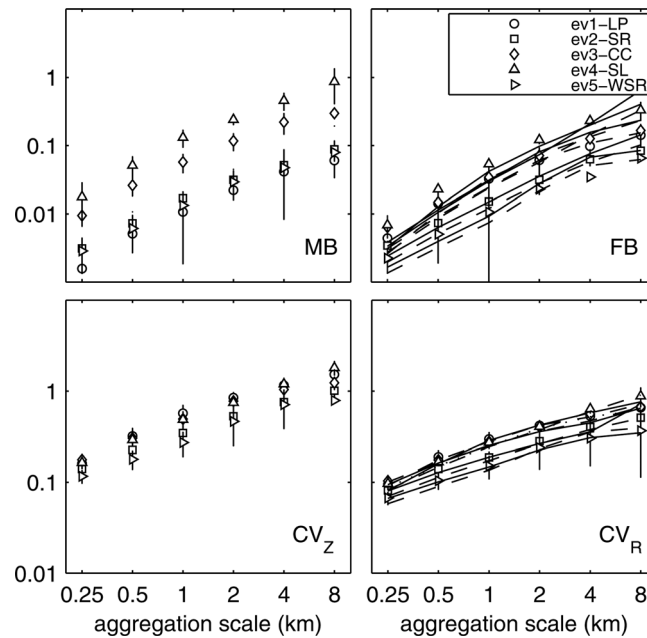 1
0.1
0.01
MB
FB
ev1−LP
ev2−SR
ev3−CC
ev4−SL
ev5−WSR
1
0.1
0.01
CV_Z
CV_R
0.25 0.5 1 2 4 8
0.25 0.5 1 2 4 8
aggregation scale (km)
aggregation scale (km)